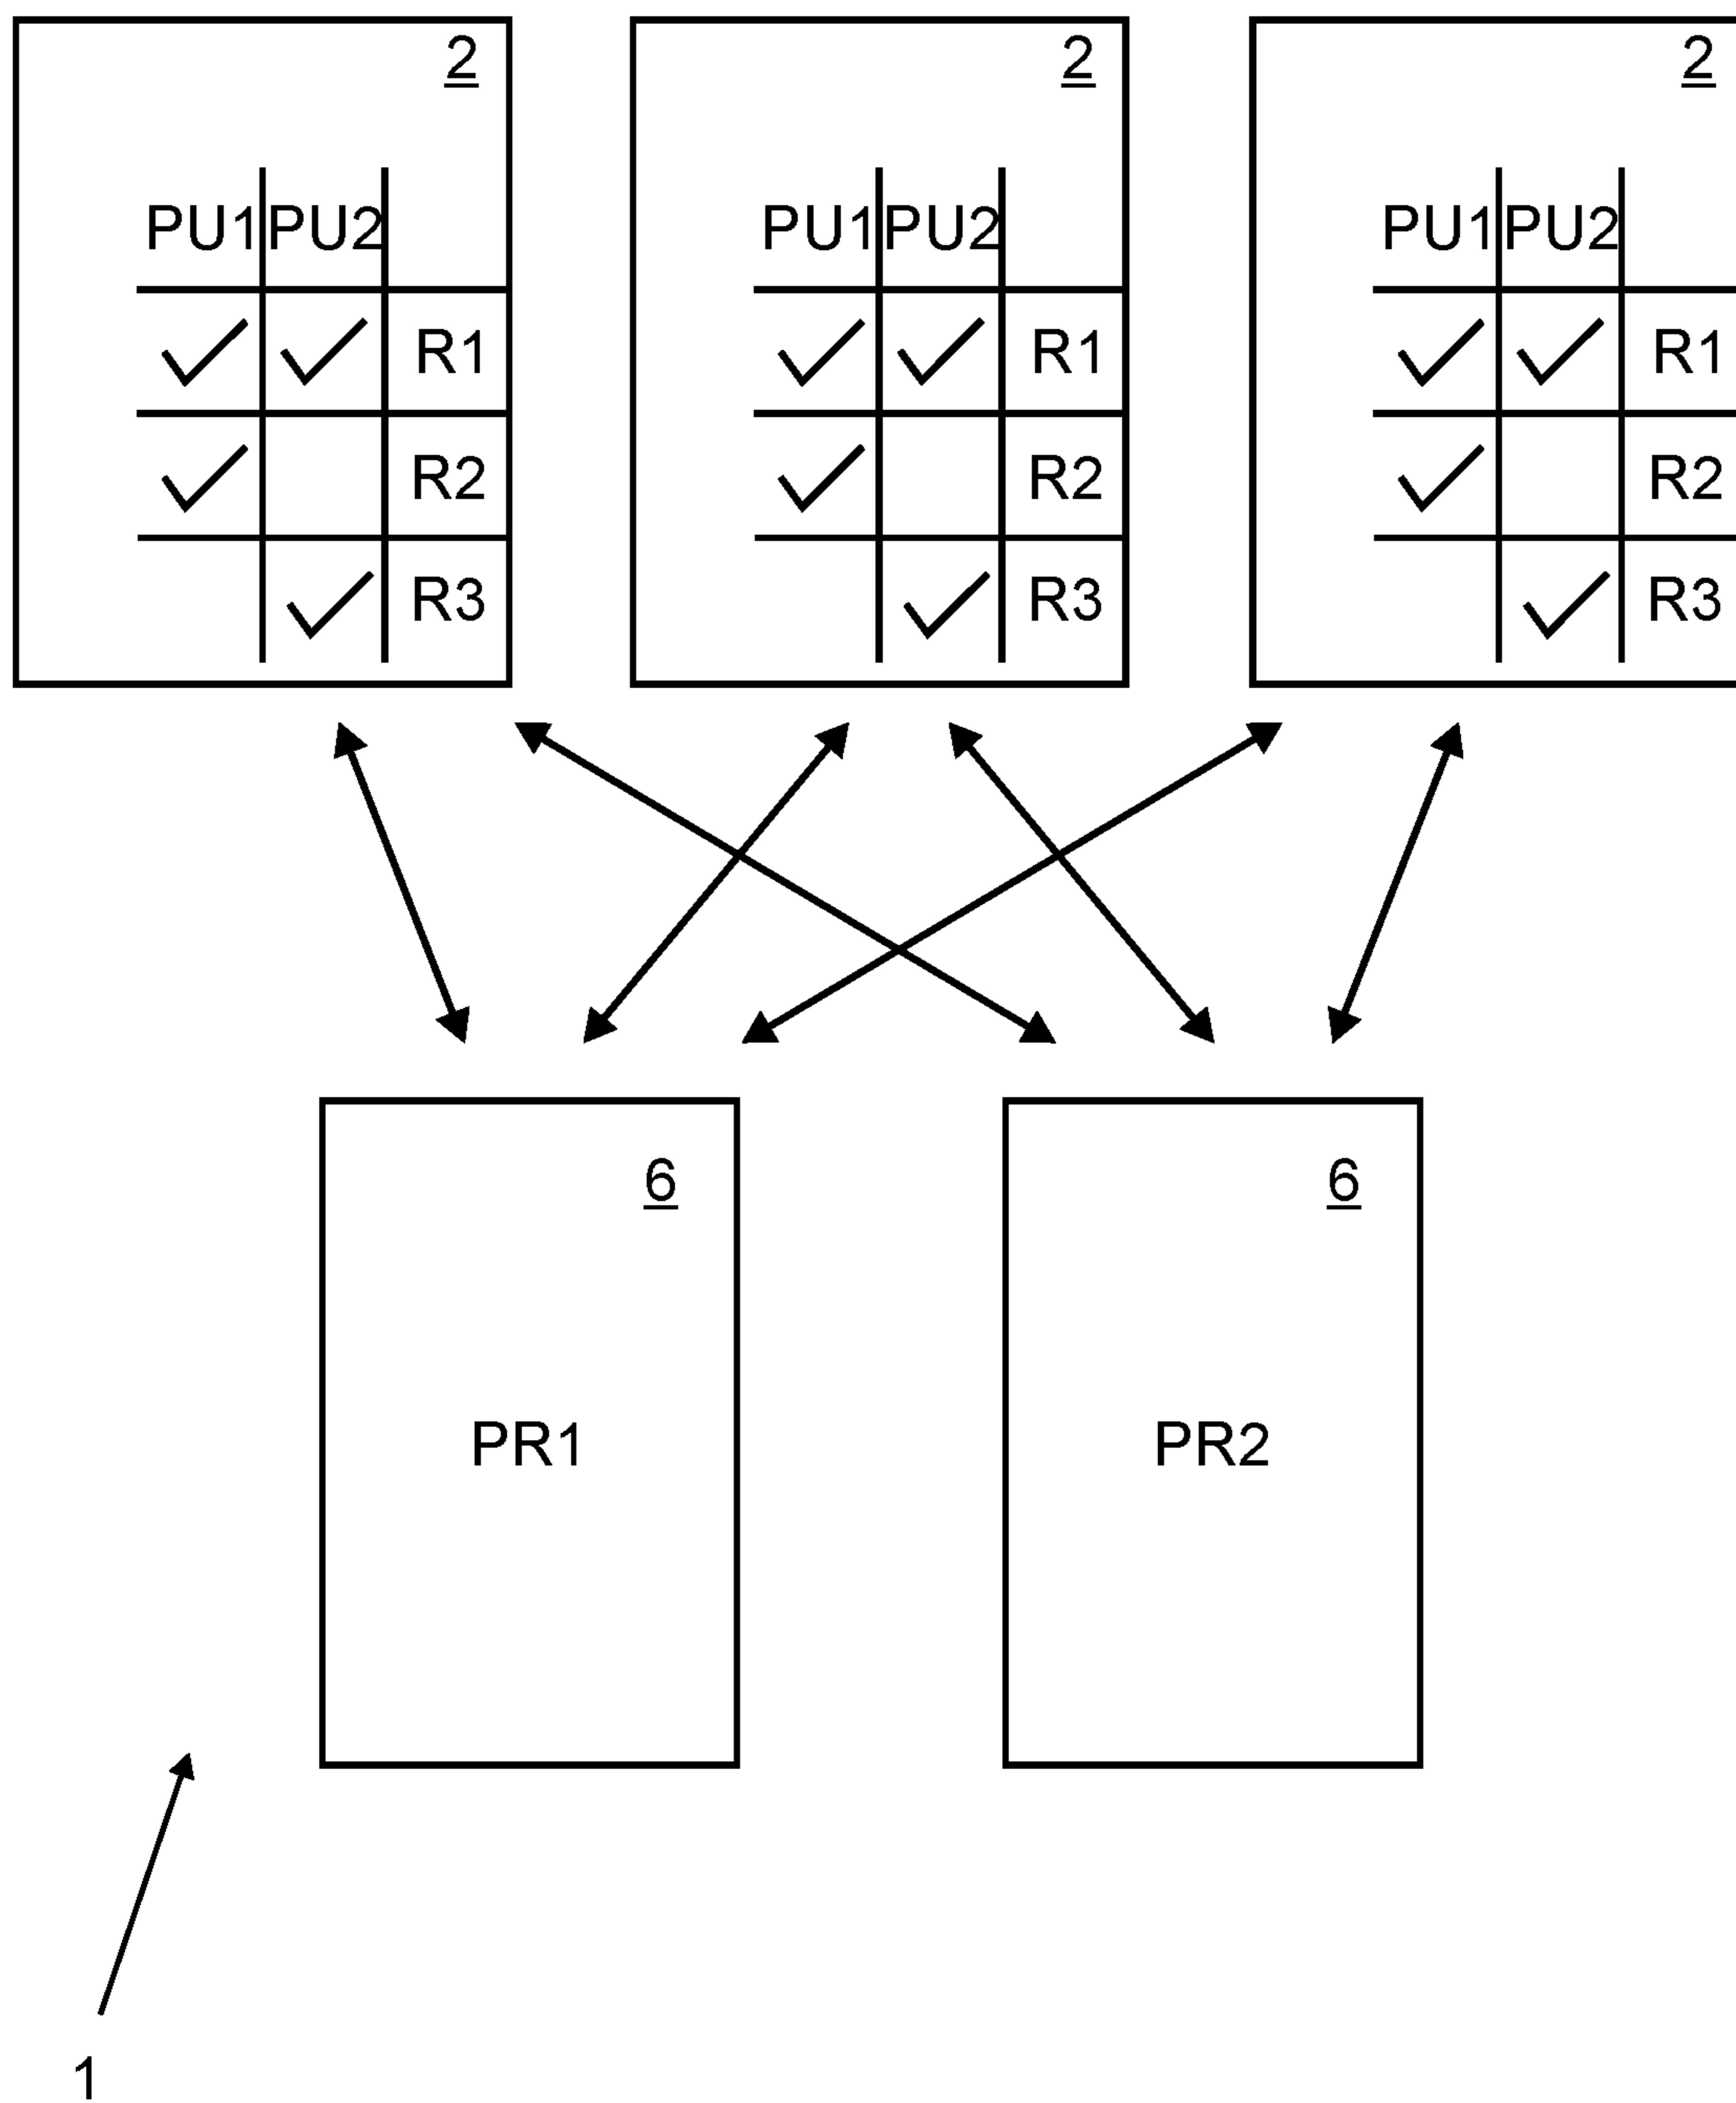 2 2 2
PU1 PU2 PU1 PU2 PU1 PU2
R1 R1 R1
R2 R2 R2
R3 R3 R3
6 6
PR1 PR2
1